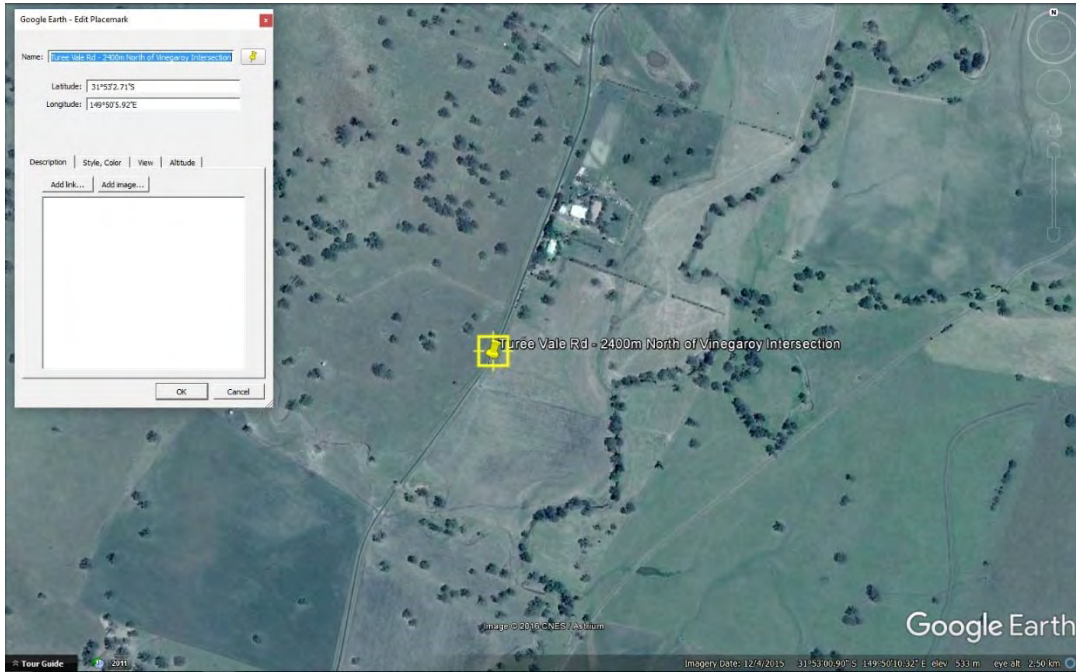 Google Earth - Edit Placemark
x
Name: Turee Vale Rd - 2400m North of Vinegaroy Intersection
Latitude: 31°53'2.71"S
Longitude: 149°50'5.92"E
Description Style, Color View Altitude
Add link... Add image...
OK Cancel
N
Turee Vale Rd - 2400m North of Vinegaroy Intersection
Image © 2016 CNES / Astrium
Google Earth
Tour Guide 2011 Imagery Date: 12/4/2015 31°53'00.90" S 149°50'10.32" E elev 533 m eye alt 2.50 km